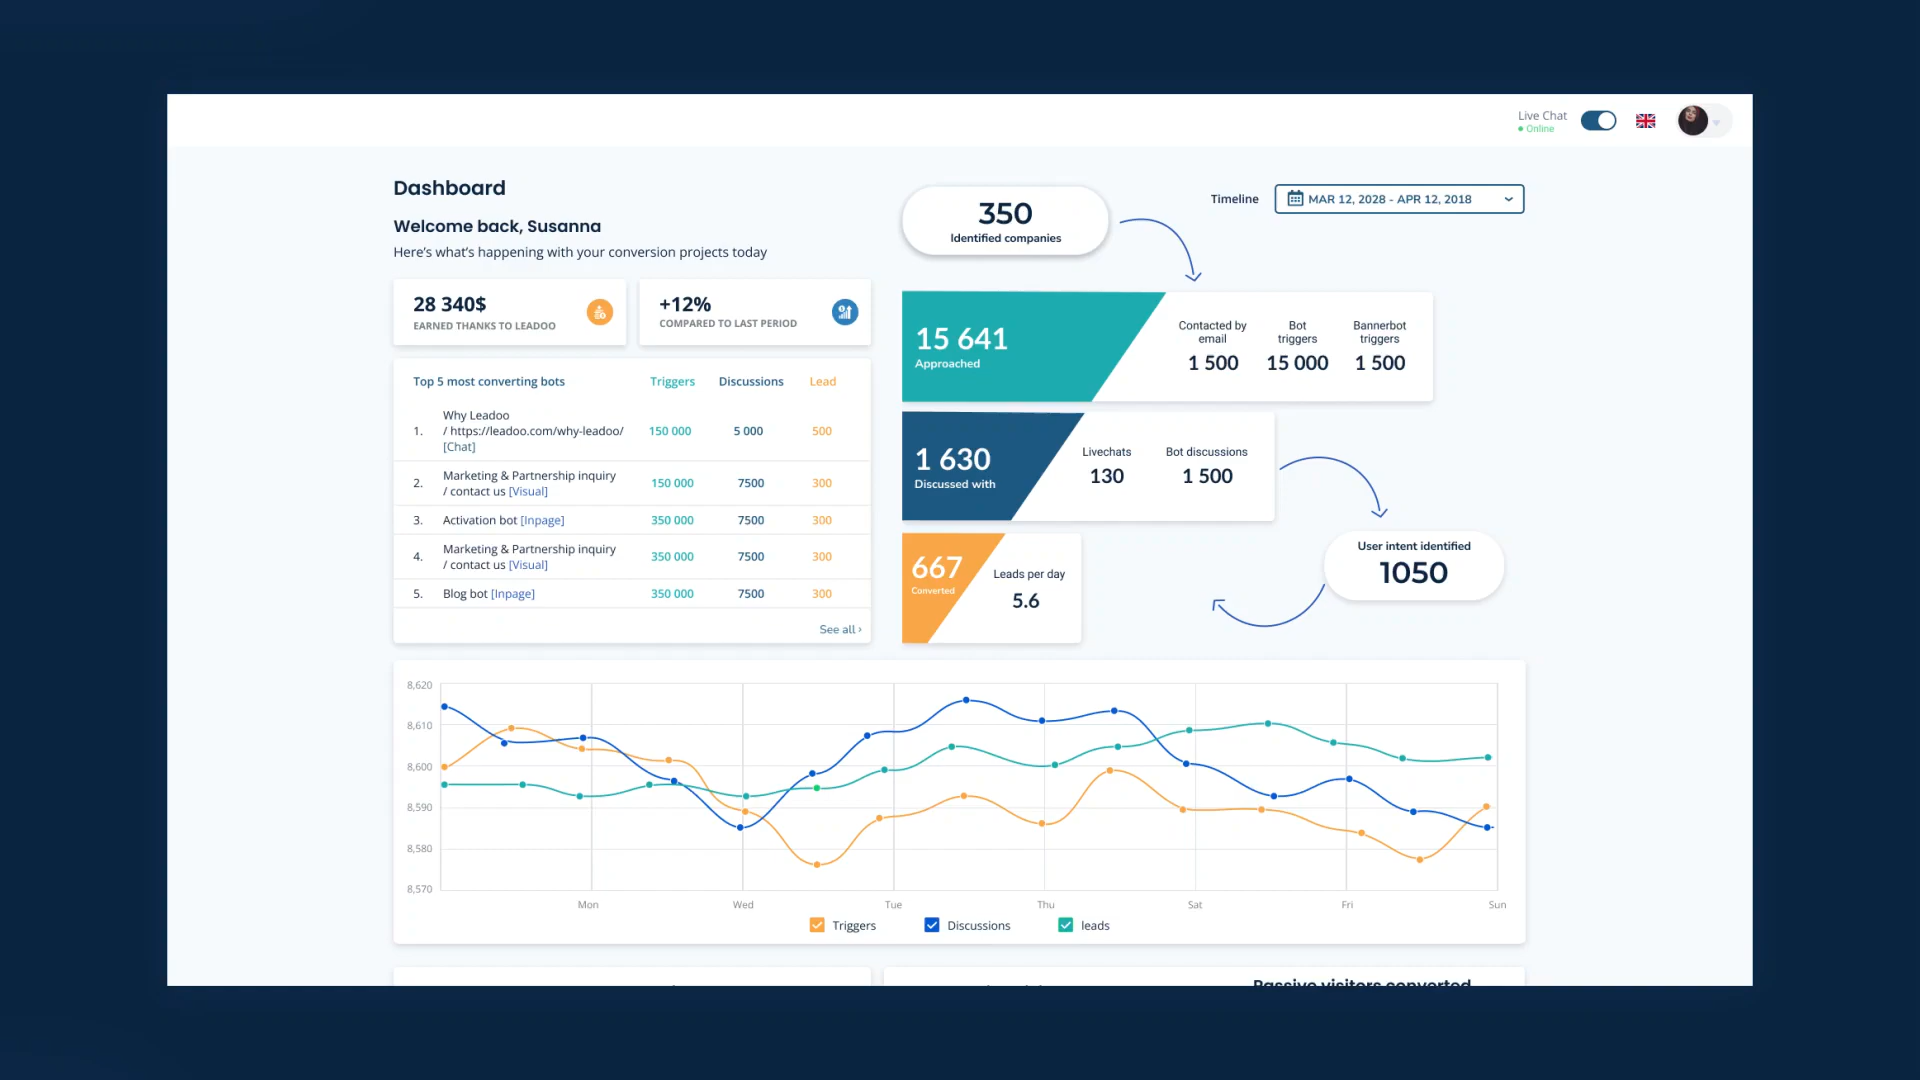 Live Chat
Online
Dashboard
Welcome back, Susanna
Here's what's happening with your conversion projects today
28 340$
EARNED THANKS TO LEADOO
+12%
COMPARED TO LAST PERIOD
Top 5 most converting bots Triggers Discussions Lead
1. Why Leadoo
/ https://leadoo.com/why-leadoo/ 150 000 5 000 500
[Chat]
2. Marketing & Partnership inquiry
/ contact us [Visual] 150 000 7500 300
3. Activation bot [Inpage] 350 000 7500 300
4. Marketing & Partnership inquiry
/ contact us [Visual] 350 000 7500 300
5. Blog bot [Inpage] 350 000 7500 300
See all ›
350
Identified companies
Timeline MAR 12, 2028 - APR 12, 2018
15 641
Approached
Contacted by
email
1 500
Bot
triggers
15 000
Bannerbot
triggers
1 500
1 630
Discussed with
Livechats
130
Bot discussions
1 500
User intent identified
1050
667
Converted
Leads per day
5.6
8,620
8,610
8,600
8,590
8,580
8,570
Mon Wed Tue Thu Sat Fri Sun
Triggers Discussions leads
Passive visitors converted